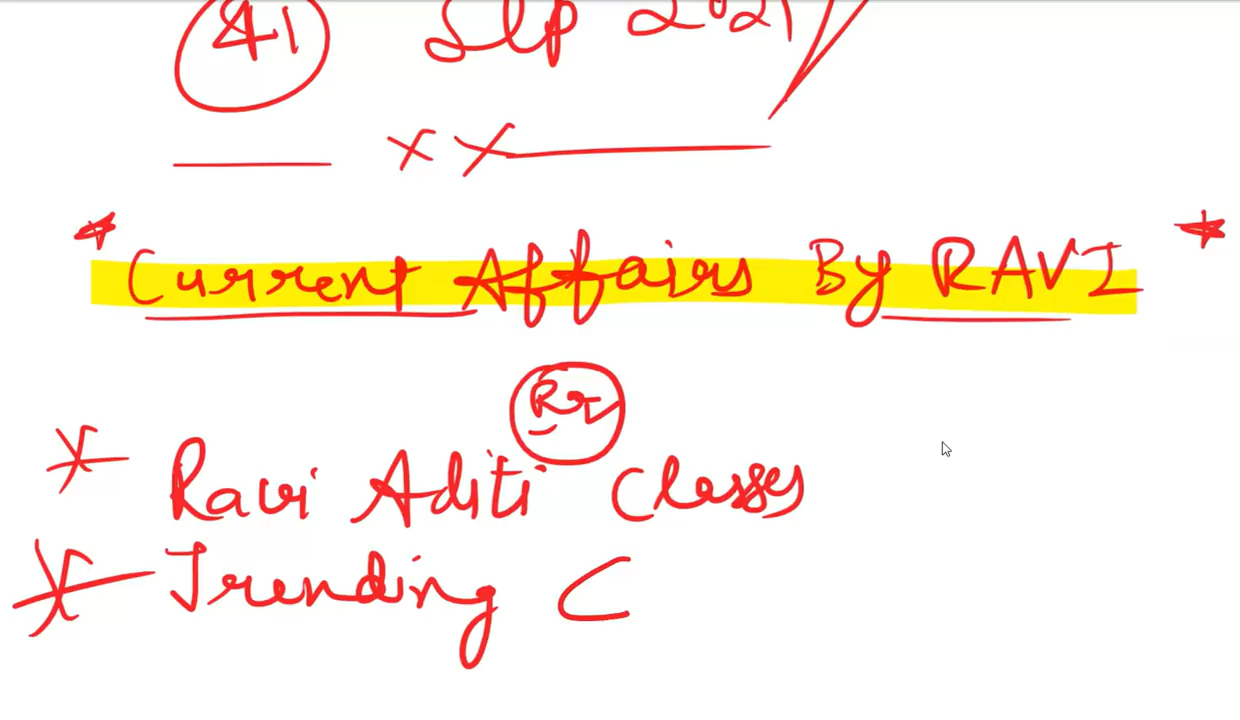 41 Sep 2021
× ×
* Current Affairs By RAVI *
* Ravi Aditi Classes
* Trending C